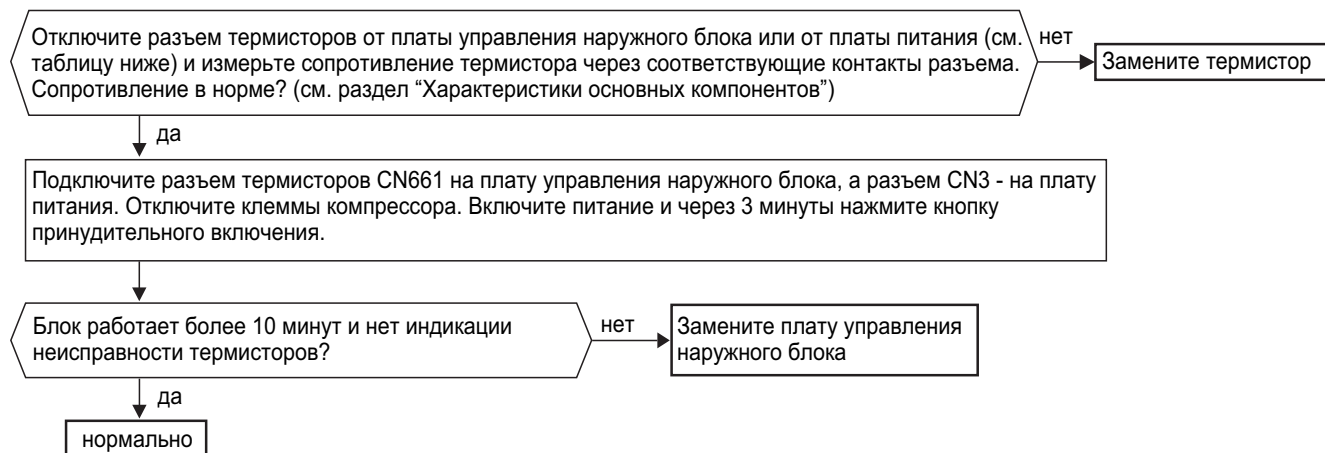 Отключите разъем термисторов от платы управления наружного блока или от платы питания (см.
таблицу ниже) и измерьте сопротивление термистора через соответствующие контакты разъема.
Сопротивление в норме? (см. раздел “Характеристики основных компонентов”)
нет
Замените термистор
да
Подключите разъем термисторов CN661 на плату управления наружного блока, а разъем CN3 - на плату
питания. Отключите клеммы компрессора. Включите питание и через 3 минуты нажмите кнопку
принудительного включения.
Блок работает более 10 минут и нет индикации
неисправности термисторов?
нет
Замените плату управления
наружного блока
да
нормально